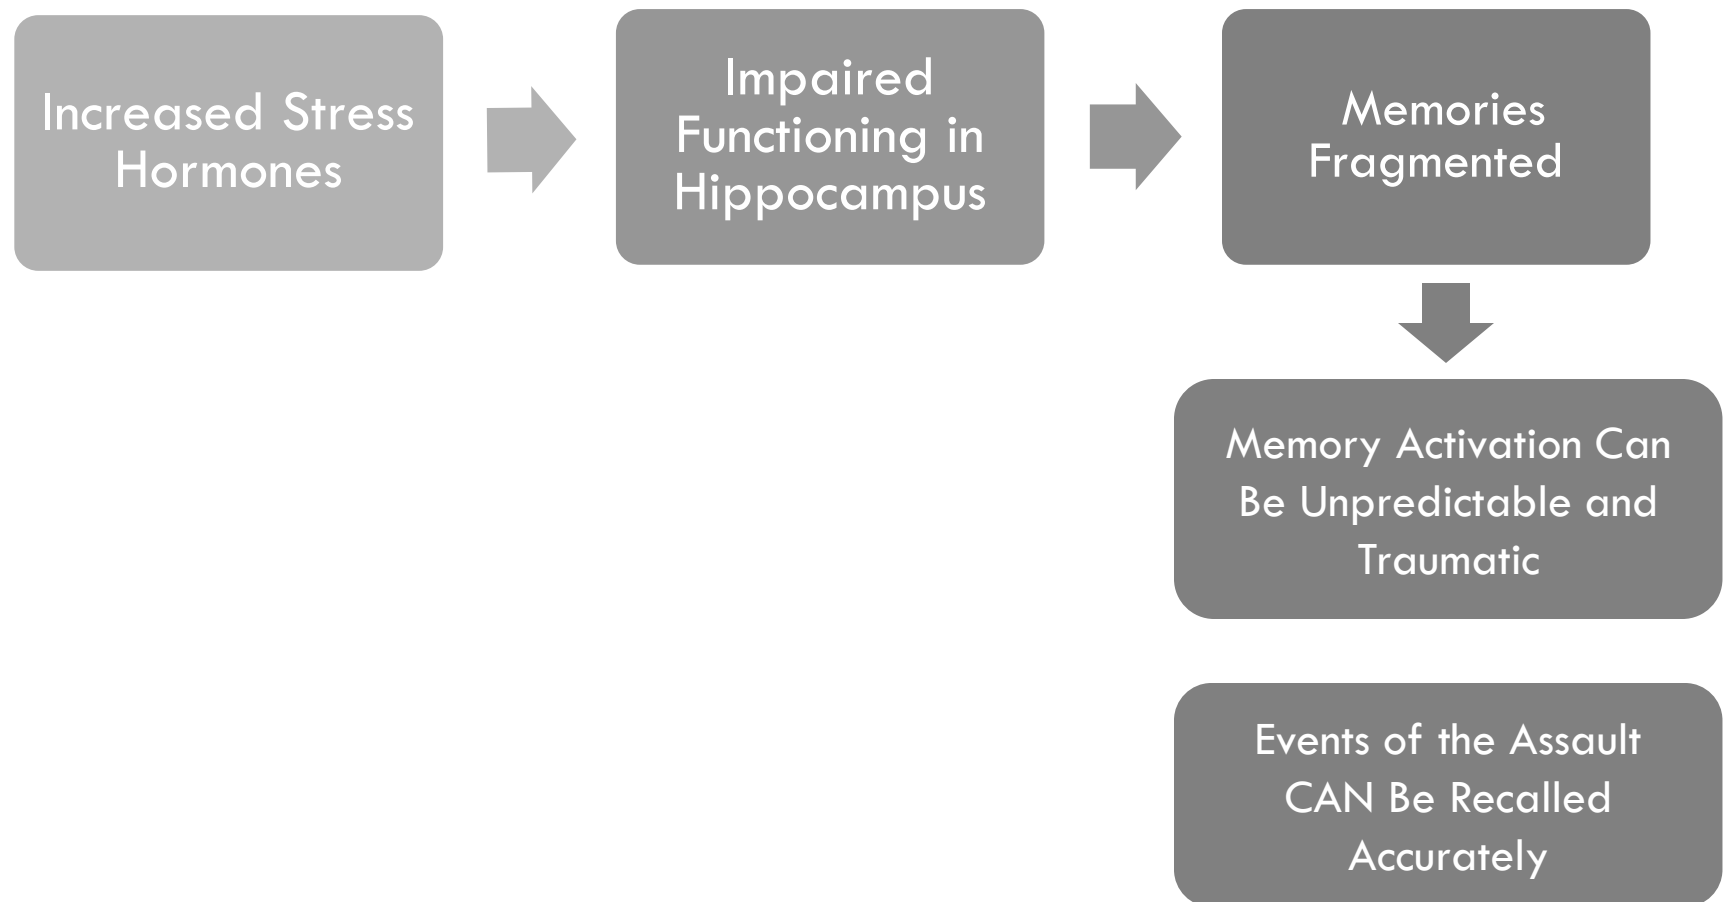 Increased Stress
Hormones
Impaired
Functioning in
Hippocampus
Memories
Fragmented
Memory Activation Can
Be Unpredictable and
Traumatic
Events of the Assault
CAN Be Recalled
Accurately